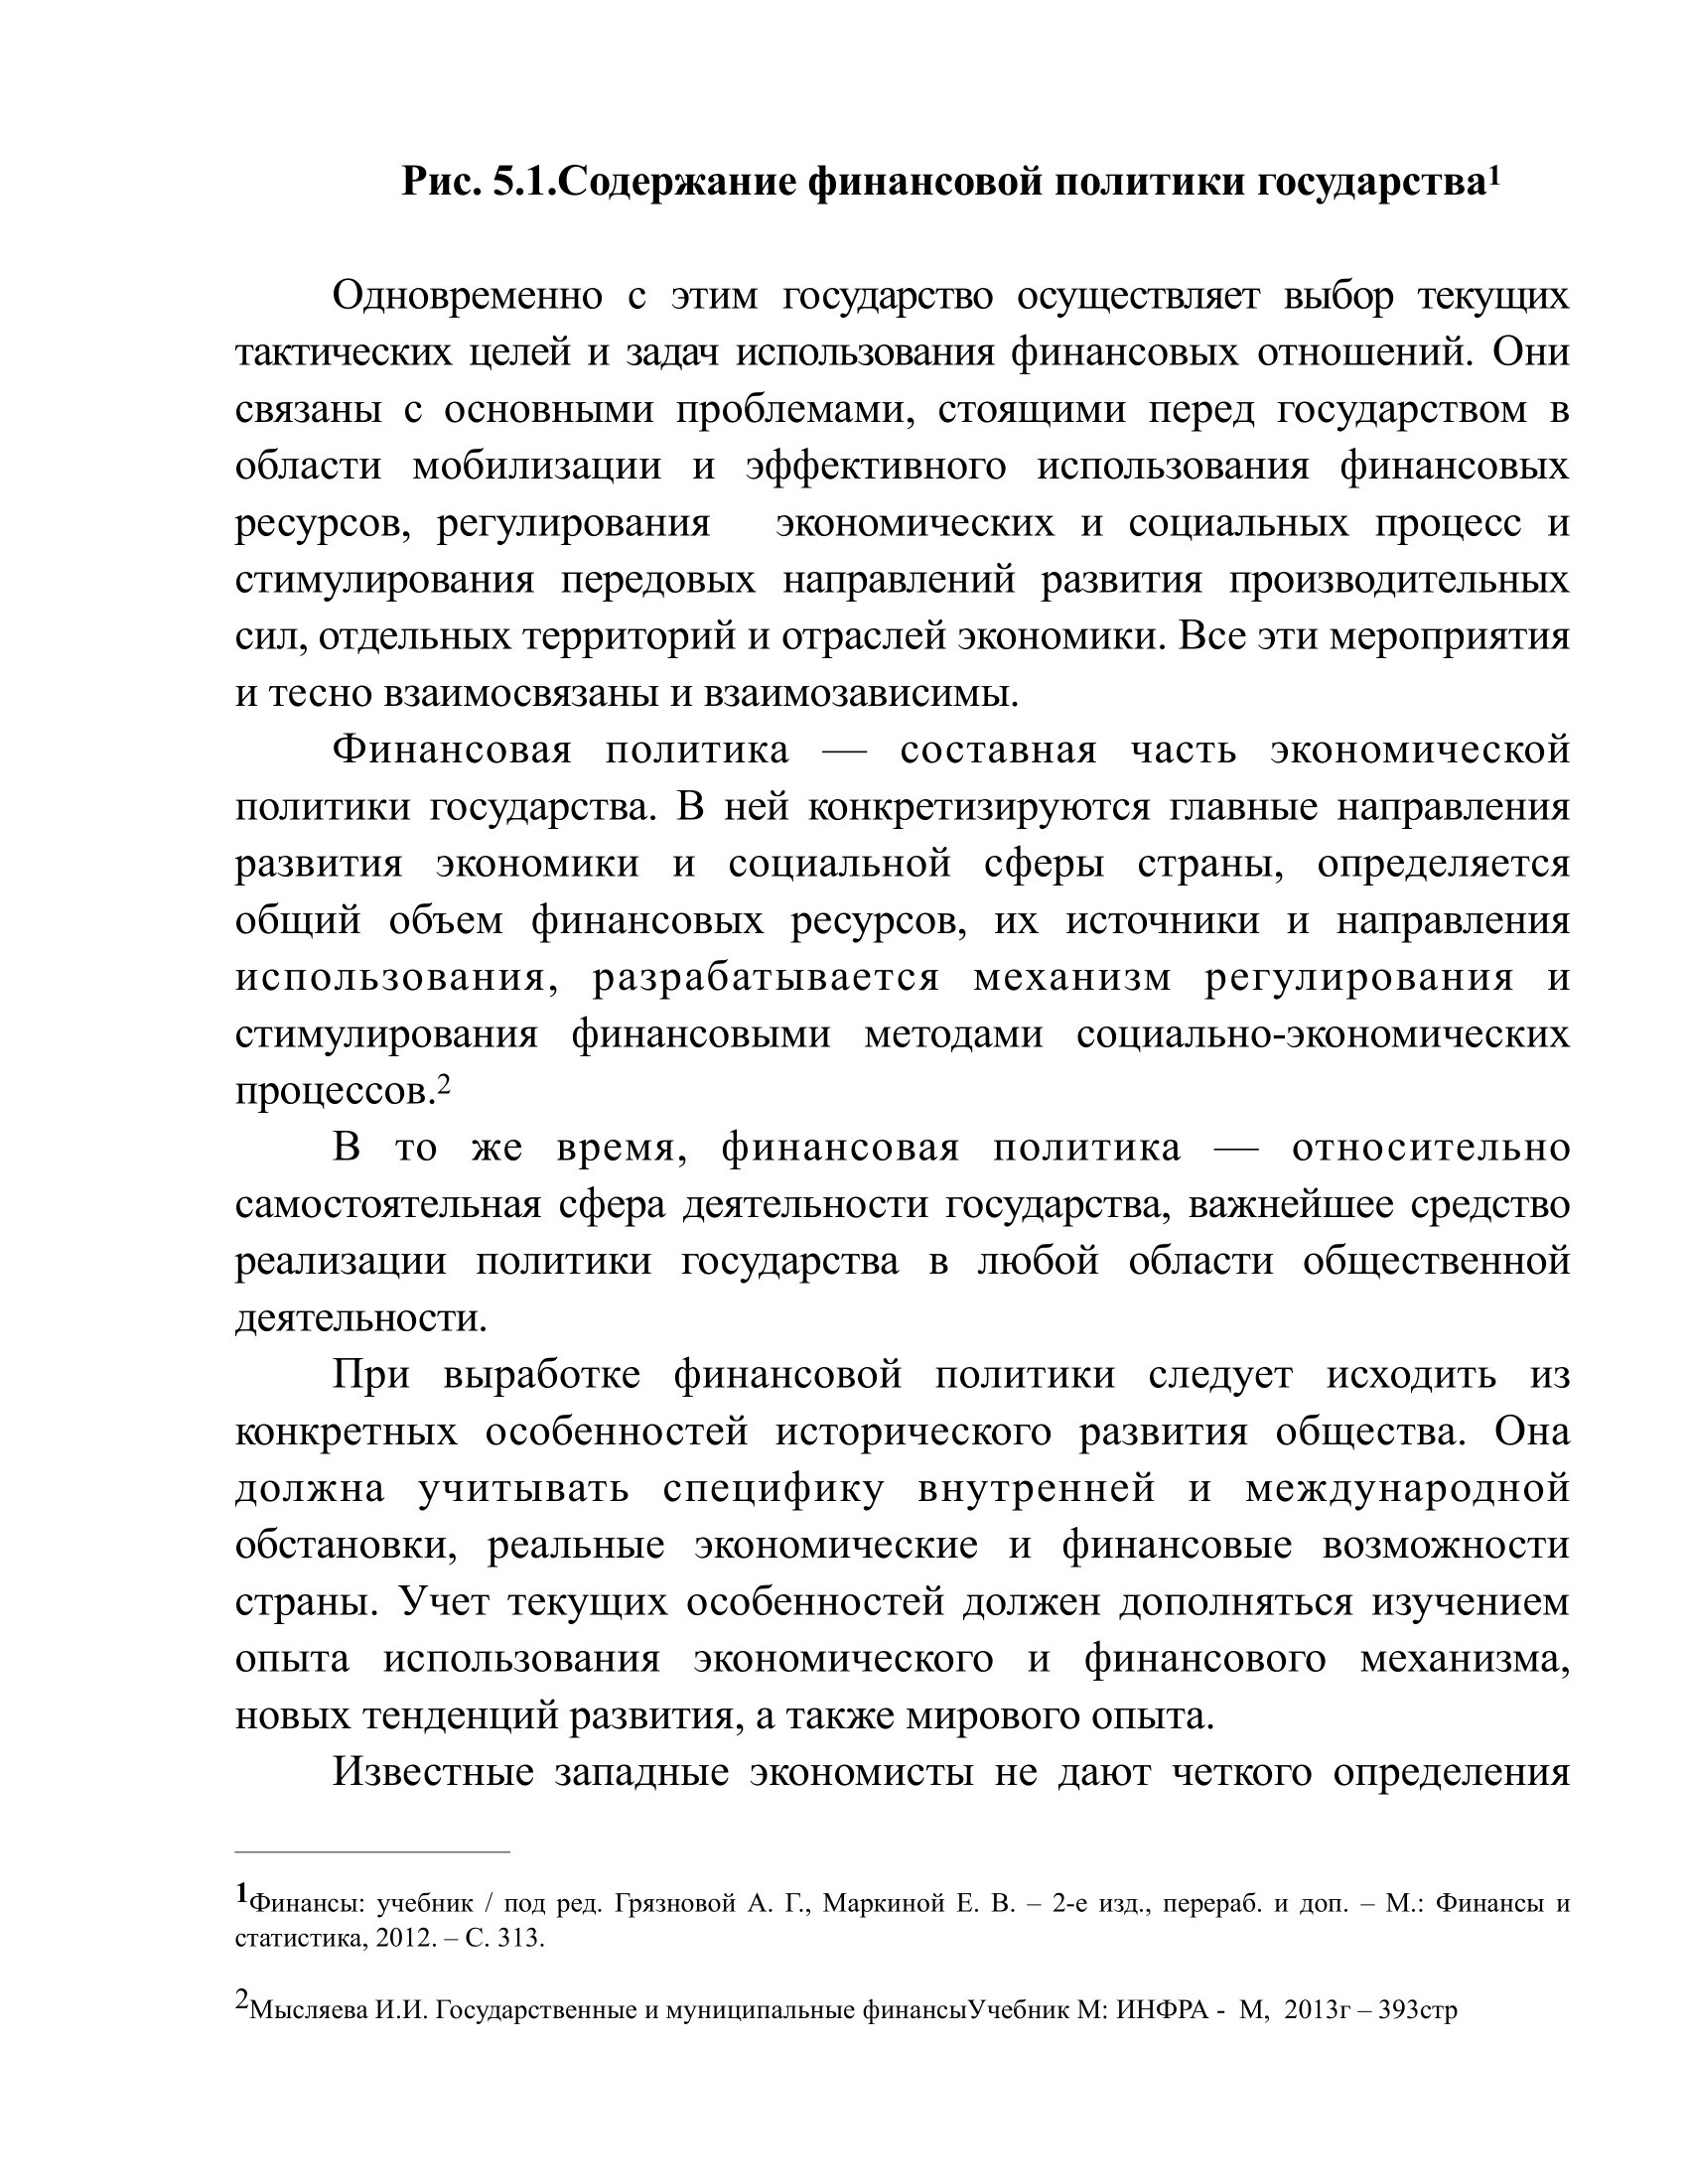 Рис. 5.1.Содержание финансовой политики государства1
Одновременно с этим государство осуществляет выбор текущих
тактических целей и задач использования финансовых отношений. Они
связаны с основными проблемами, стоящими перед государством в
области мобилизации и эффективного использования финансовых
ресурсов, регулирования экономических и социальных процесс и
стимулирования передовых направлений развития производительных
сил, отдельных территорий и отраслей экономики. Все эти мероприятия
и тесно взаимосвязаны и взаимозависимы.
Финансовая политика — составная часть экономической
политики государства. В ней конкретизируются главные направления
развития экономики и социальной сферы страны, определяется
общий объем финансовых ресурсов, их источники и направления
использования, разрабатывается механизм регулирования и
стимулирования финансовыми методами социально-экономических
процессов.2
В то же время, финансовая политика — относительно
самостоятельная сфера деятельности государства, важнейшее средство
реализации политики государства в любой области общественной
деятельности.
При выработке финансовой политики следует исходить из
конкретных особенностей исторического развития общества. Она
должна учитывать специфику внутренней и международной
обстановки, реальные экономические и финансовые возможности
страны. Учет текущих особенностей должен дополняться изучением
опыта использования экономического и финансового механизма,
новых тенденций развития, а также мирового опыта.
Известные западные экономисты не дают четкого определения
1Финансы: учебник / под ред. Грязновой А. Г., Маркиной Е. В. – 2-е изд., перераб. и доп. – М.: Финансы и
статистика, 2012. – С. 313.
2Мысляева И.И. Государственные и муниципальные финансыУчебник М: ИНФРА - М, 2013г – 393стр